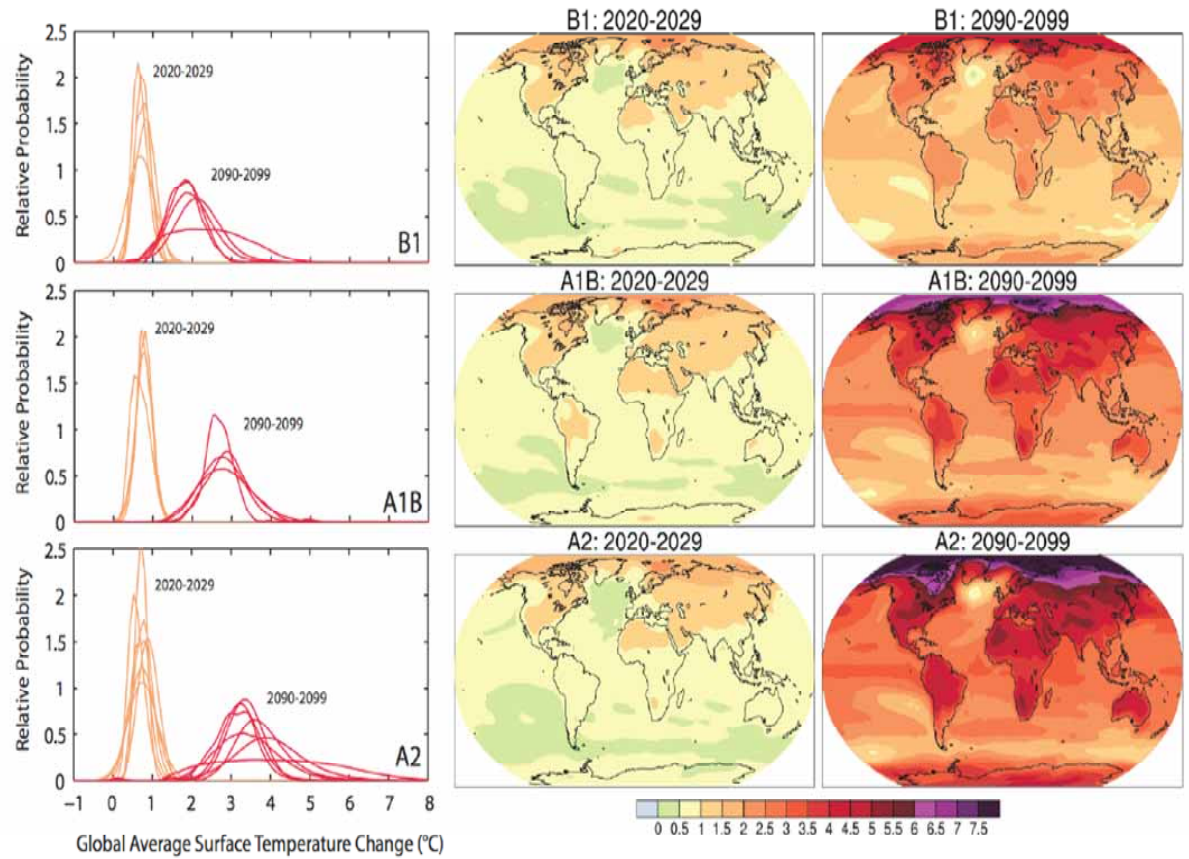 B1: 2020-2029
B1: 2090-2099
2.5
2
1.5
1
0.5
0
Relative Probability
2020-2029
2090-2099
B1
A1B: 2020-2029
A1B: 2090-2099
2.5
2
1.5
1
0.5
0
Relative Probability
2020-2029
2090-2099
A1B
A2: 2020-2029
A2: 2090-2099
2.5
2
1.5
1
0.5
0
Relative Probability
2020-2029
2090-2099
A2
−1 0 1 2 3 4 5 6 7 8
Global Average Surface Temperature Change (°C)
0 0.5 1 1.5 2 2.5 3 3.5 4 4.5 5 5.5 6 6.5 7 7.5